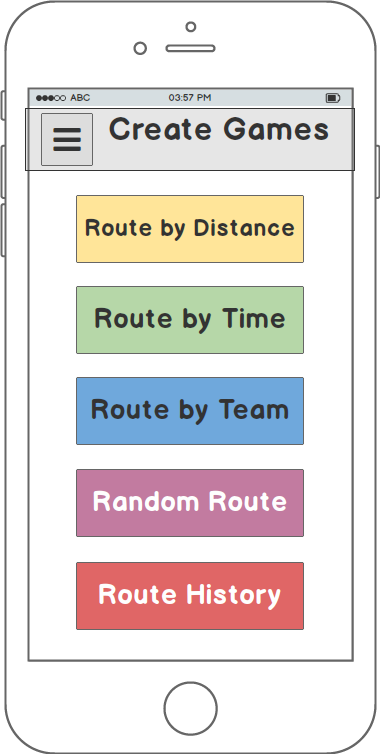 ABC 03:57 PM
Create Games
Route by Distance
Route by Time
Route by Team
Random Route
Route History